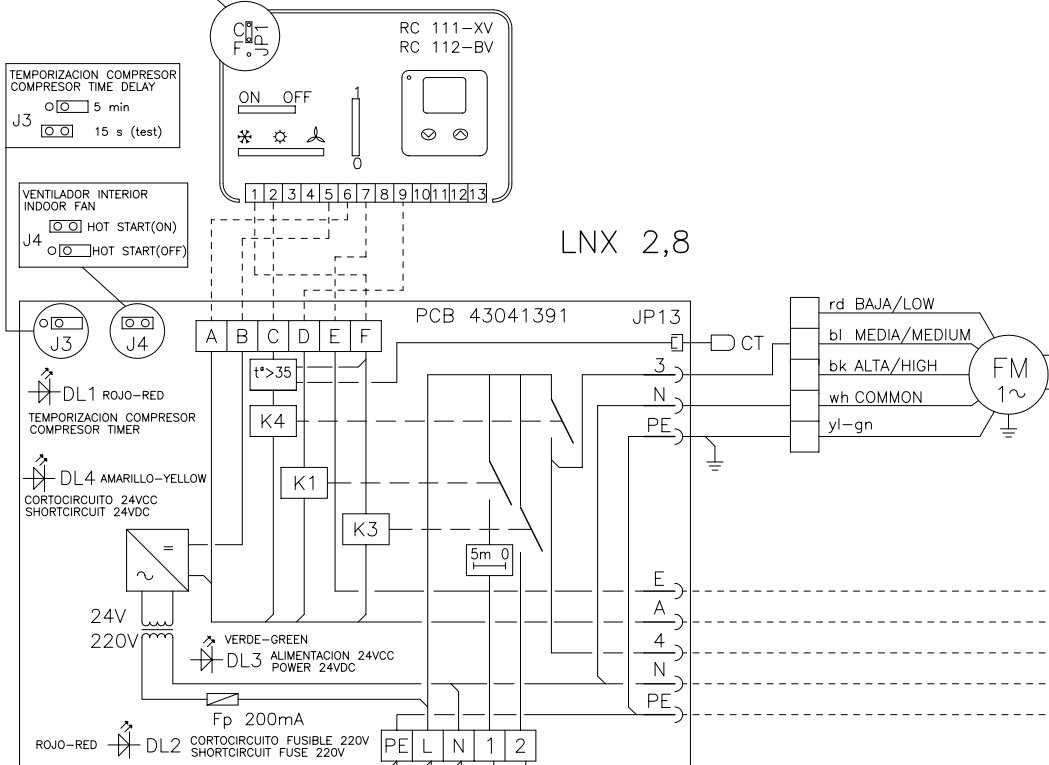 C
F
JP1
RC 111-XV
RC 112-BV
ON OFF
1
0
1 2 3 4 5 6 7 8 9 10 11 12 13
TEMPORIZACION COMPRESOR
COMPRESOR TIME DELAY
J3
5 min
15 s (test)
VENTILADOR INTERIOR
INDOOR FAN
J4
HOT START(ON)
HOT START(OFF)
LNX 2,8
J3
J4
A B C D E F
PCB 43041391
JP13
CT
rd BAJA/LOW
bl MEDIA/MEDIUM
bk ALTA/HIGH
wh COMMON
yl-gn
FM
1~
t°>35
3
N
PE
DL1 ROJO-RED
TEMPORIZACION COMPRESOR
COMPRESOR TIMER
K4
DL4 AMARILLO-YELLOW
CORTOCIRCUITO 24VCC
SHORTCIRCUIT 24VDC
K1
K3
=
~
5m 0
24V
220V
E
A
4
N
PE
VERDE-GREEN
DL3 ALIMENTACION 24VCC
POWER 24VDC
Fp 200mA
ROJO-RED DL2 CORTOCIRCUITO FUSIBLE 220V
SHORTCIRCUIT FUSE 220V
PE L N 1 2